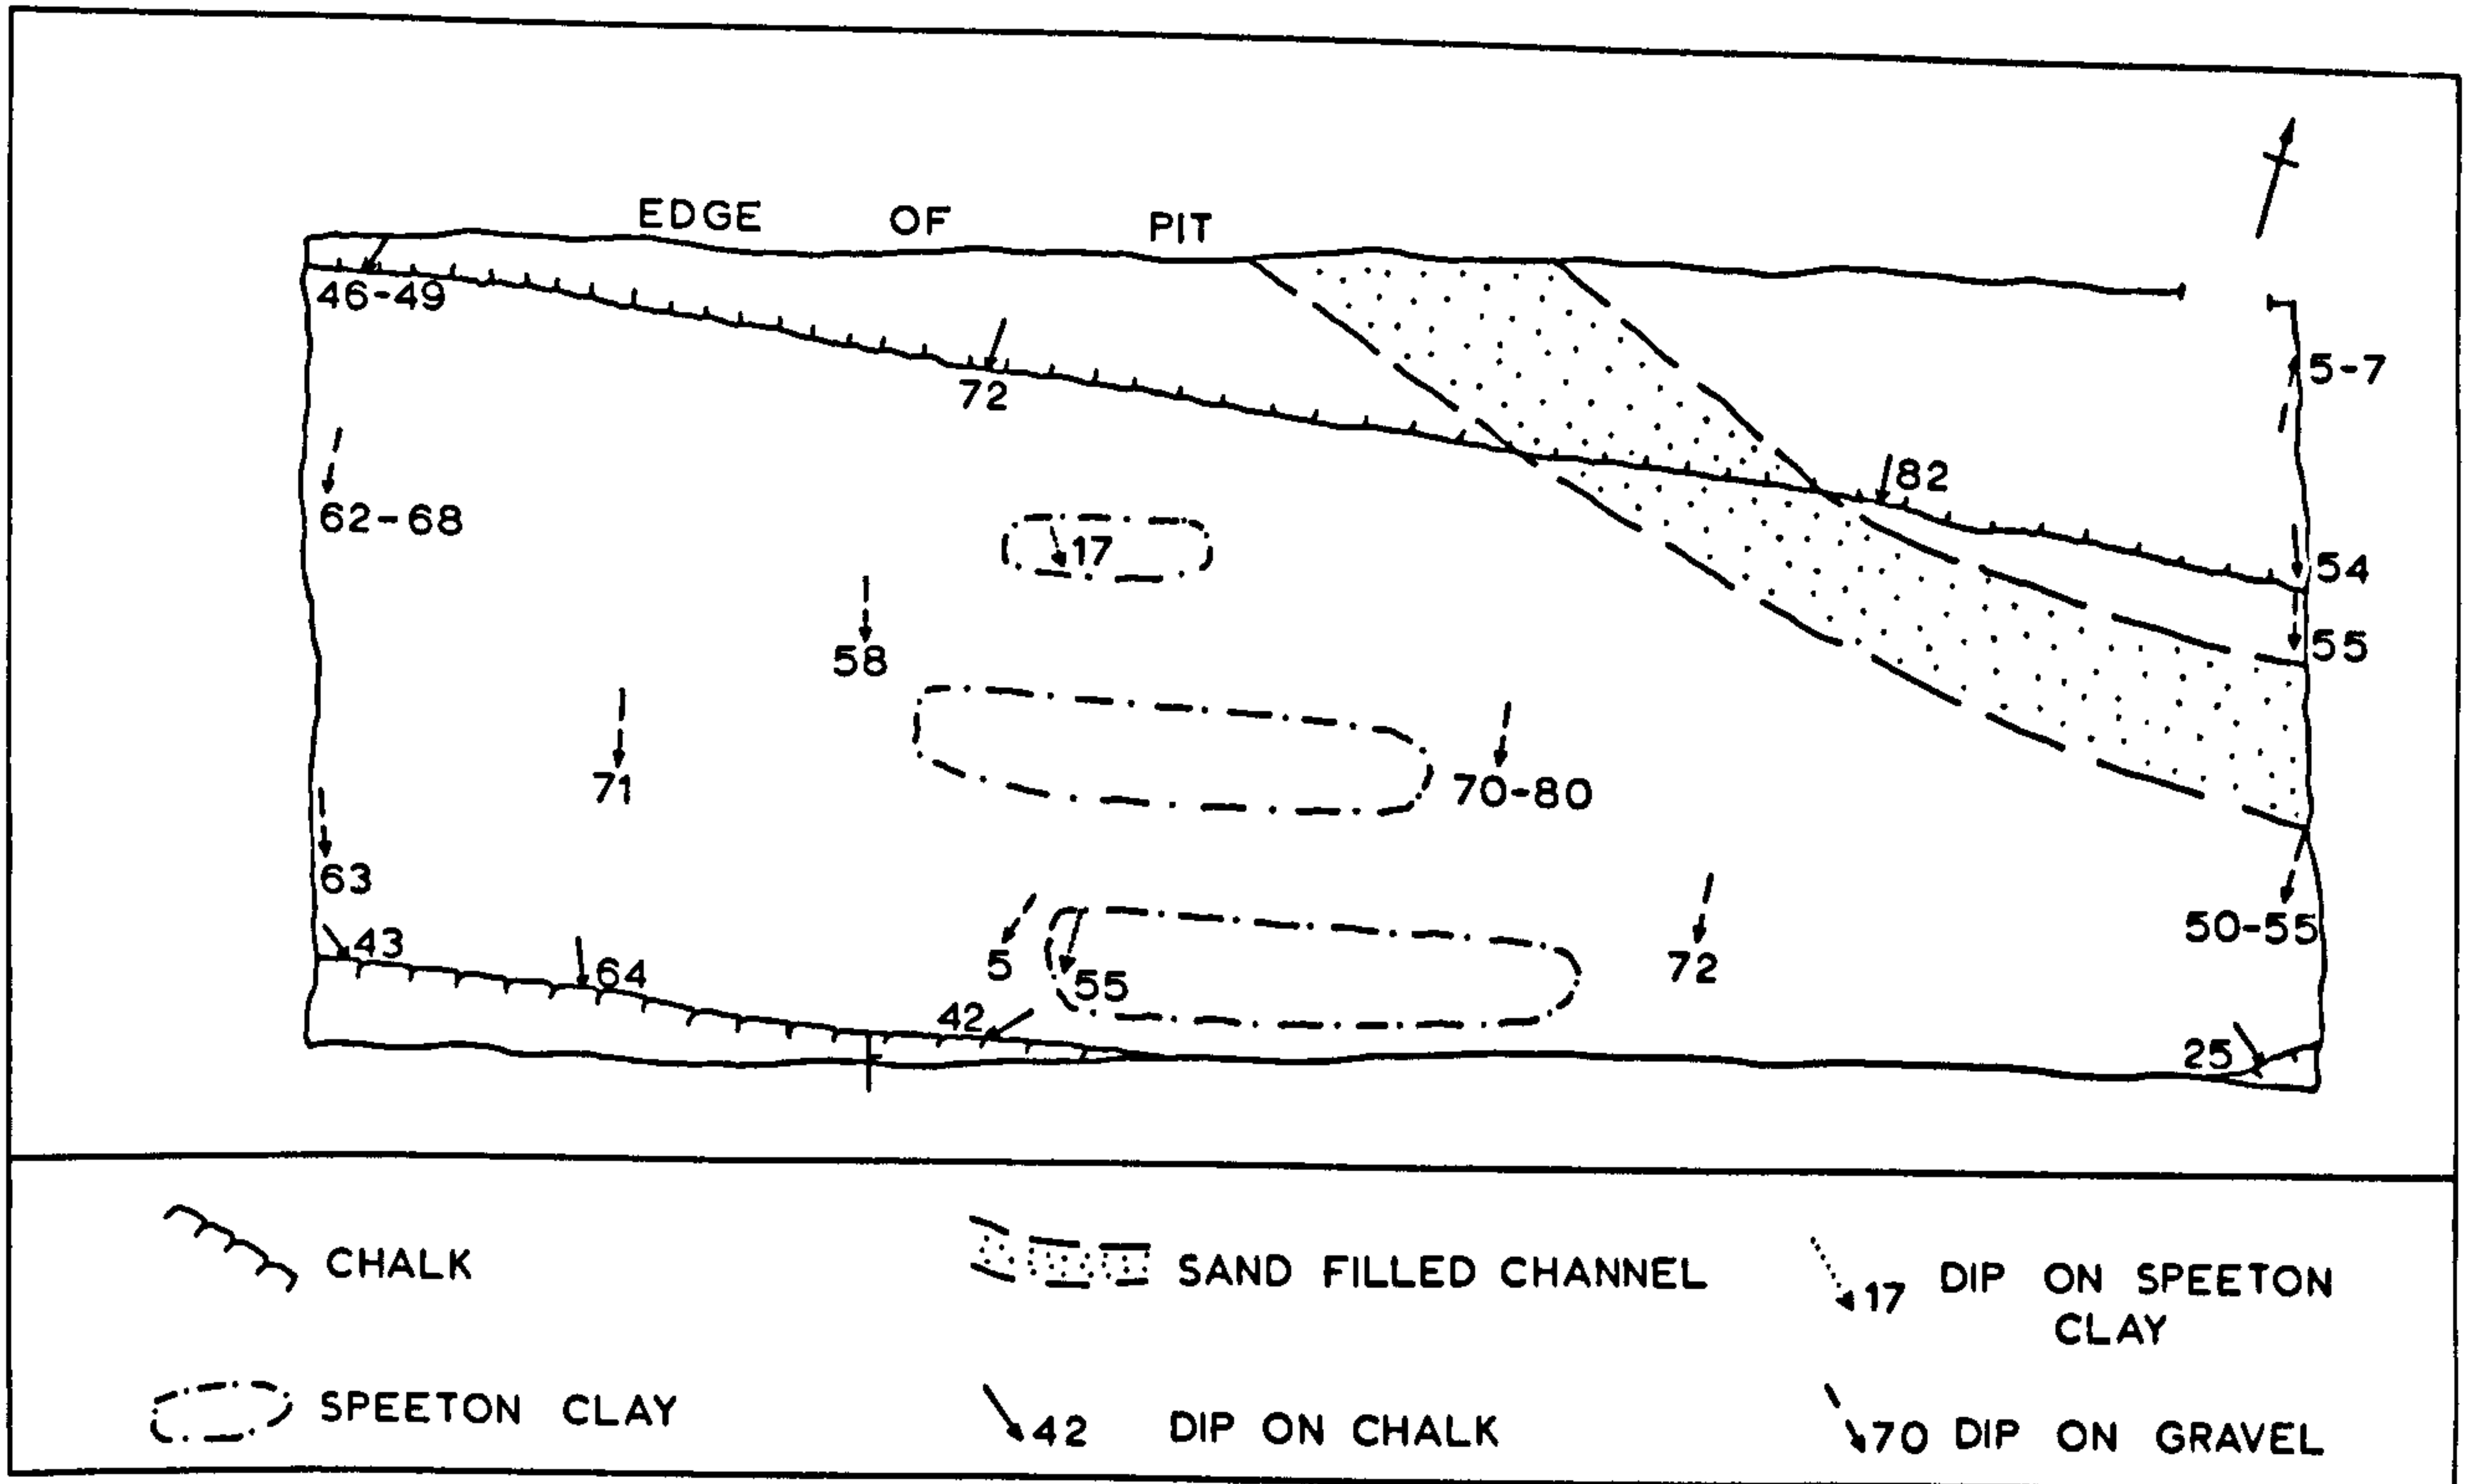 EDGE OF PIT
46-49
5-7
72
82
62-68
17
54
58
55
71
70-80
63
43
64
5
55
72
50-55
42
25
CHALK
SAND FILLED CHANNEL
17 DIP ON SPEETON
CLAY
SPEETON CLAY
42 DIP ON CHALK
70 DIP ON GRAVEL